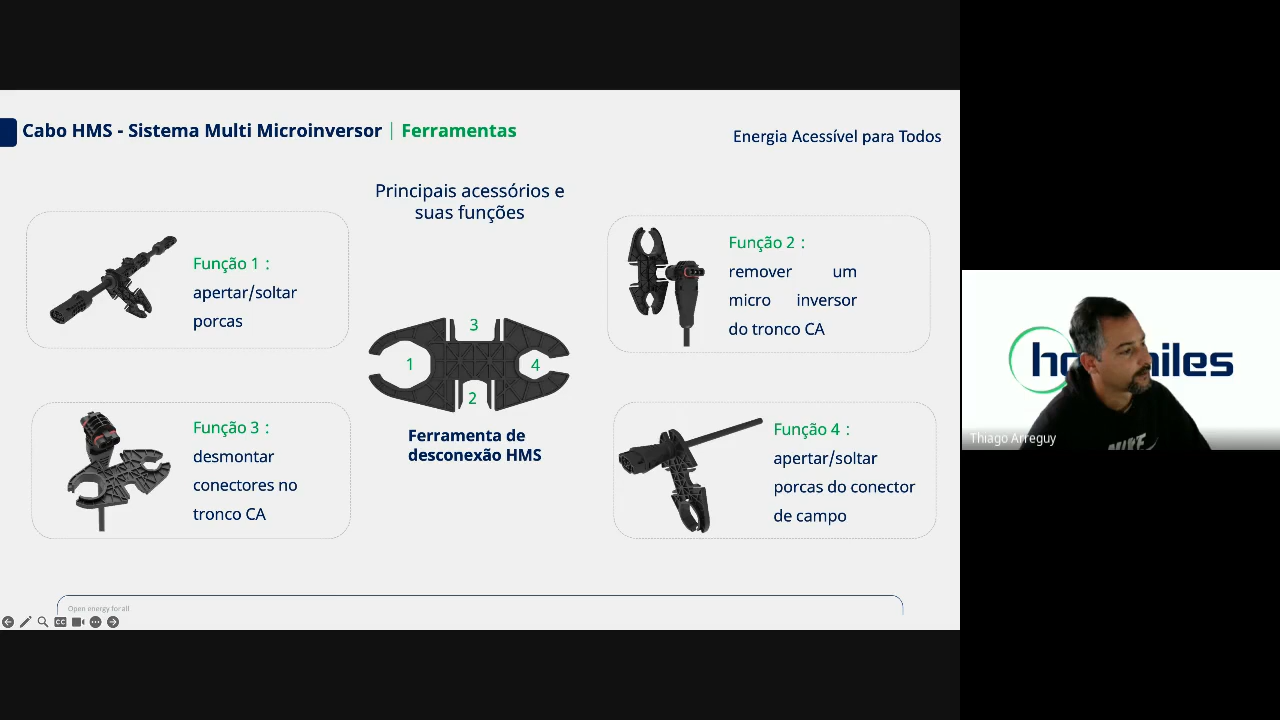 Cabo HMS - Sistema Multi Microinversor | Ferramentas
Energia Acessível para Todos
Principais acessórios e
suas funções
Função 1 :
apertar/soltar
porcas
Função 2 :
remover um
micro inversor
do tronco CA
3
1
4
2
Ferramenta de
desconexão HMS
Função 3 :
desmontar
conectores no
tronco CA
Função 4 :
apertar/soltar
porcas do conector
de campo
Open energy for all
CC
Thiago Arreguy
NIKE